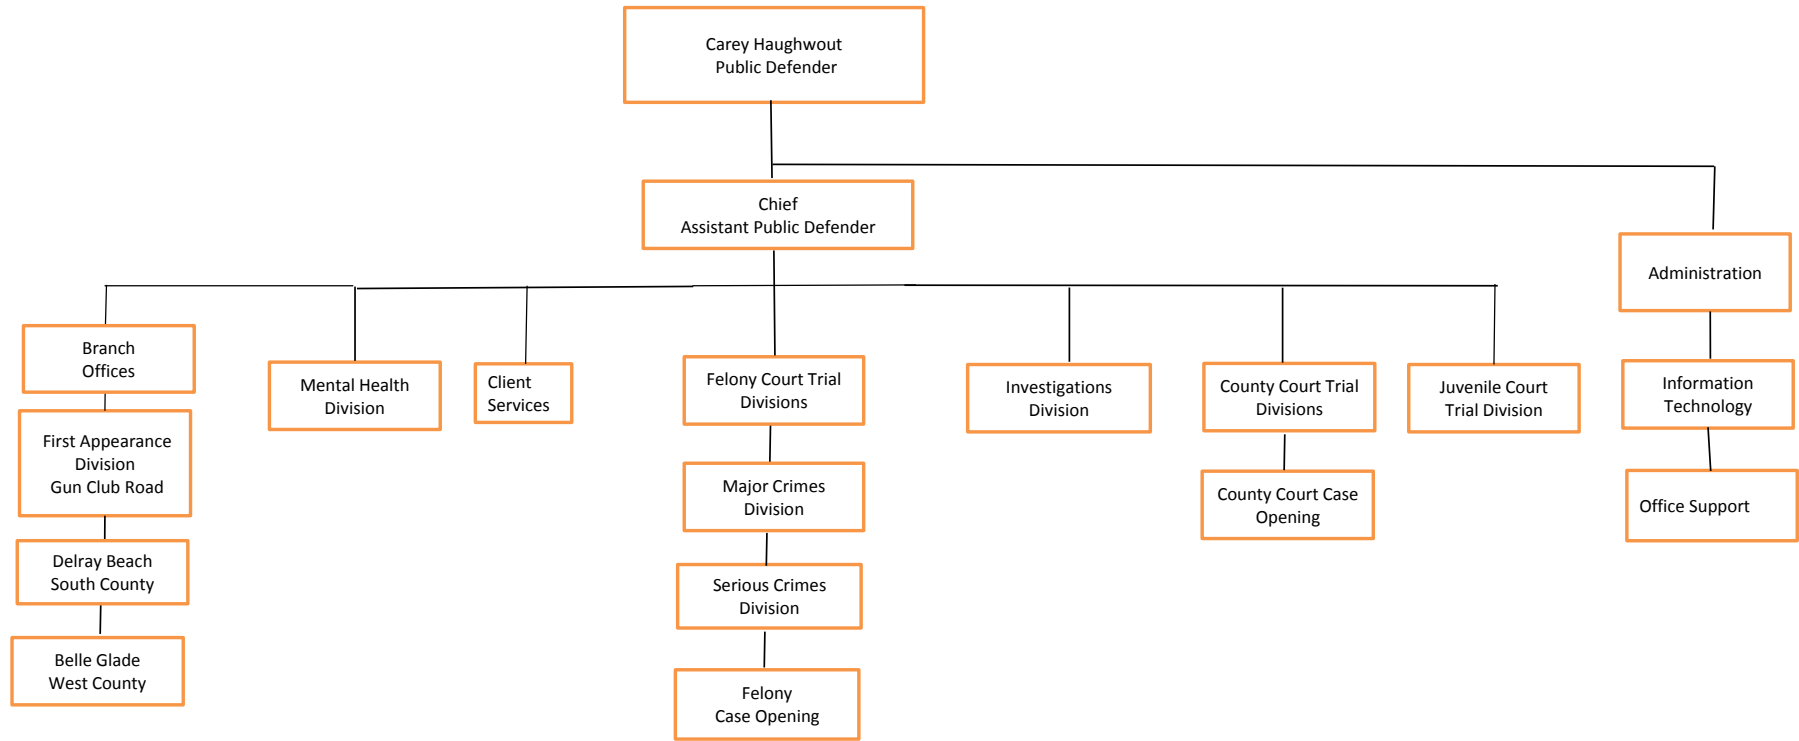 Carey Haughwout
Public Defender
Chief
Assistant Public Defender
Administration
Branch
Offices
Mental Health
Division
Client
Services
Felony Court Trial
Divisions
Investigations
Division
County Court Trial
Divisions
Juvenile Court
Trial Division
Information
Technology
First Appearance
Division
Gun Club Road
Major Crimes
Division
County Court Case
Opening
Office Support
Delray Beach
South County
Serious Crimes
Division
Belle Glade
West County
Felony
Case Opening